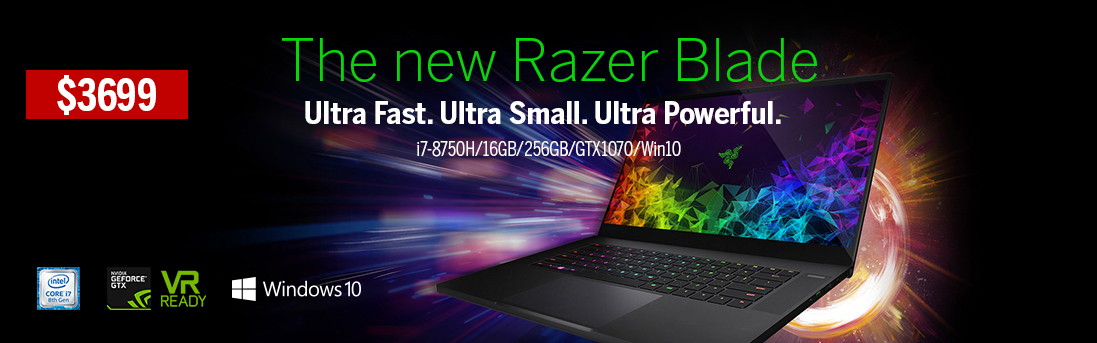 The new Razer Blade
$3699
Ultra Fast. Ultra Small. Ultra Powerful.
i7-8750H/16GB/256GB/GTX1070/Win10
intel
CORE i7
8th Gen
NVIDIA
GEFORCE
GTX
VR
READY
Windows 10